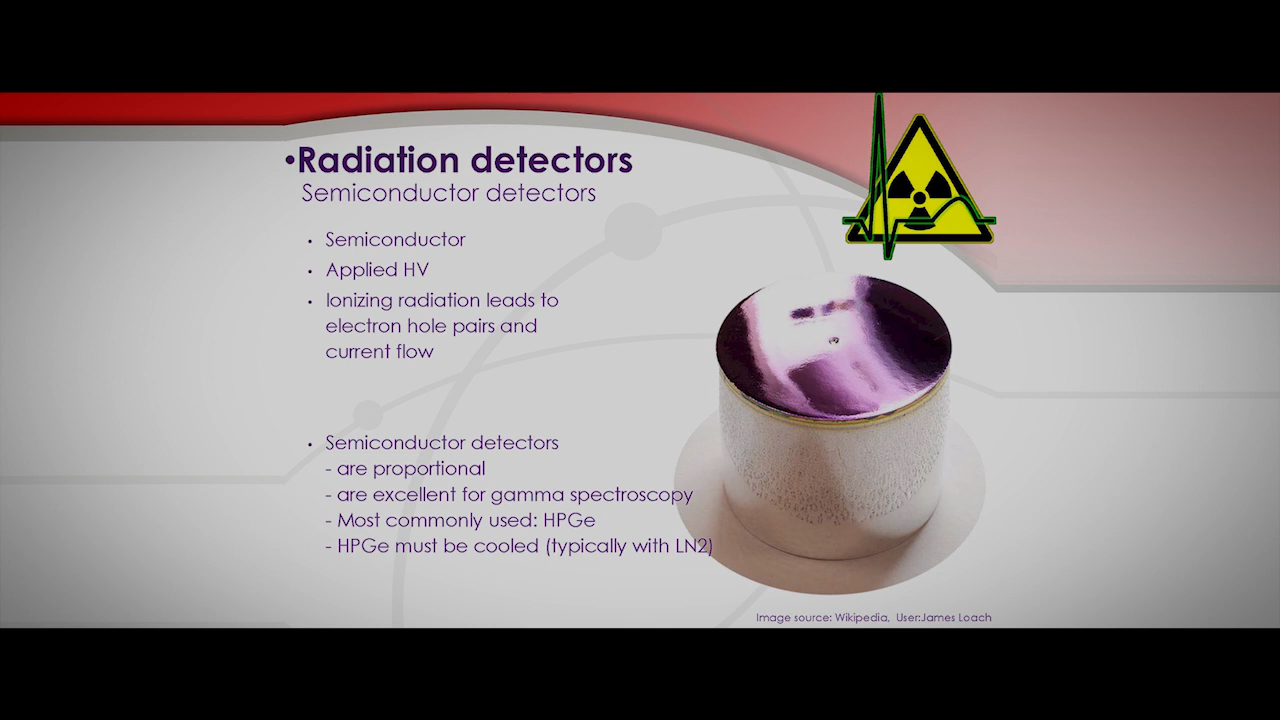 •Radiation detectors
Semiconductor detectors
• Semiconductor
• Applied HV
• Ionizing radiation leads to
electron hole pairs and
current flow
• Semiconductor detectors
- are proportional
- are excellent for gamma spectroscopy
- Most commonly used: HPGe
- HPGe must be cooled (typically with LN2)
Image source: Wikipedia, User:James Loach